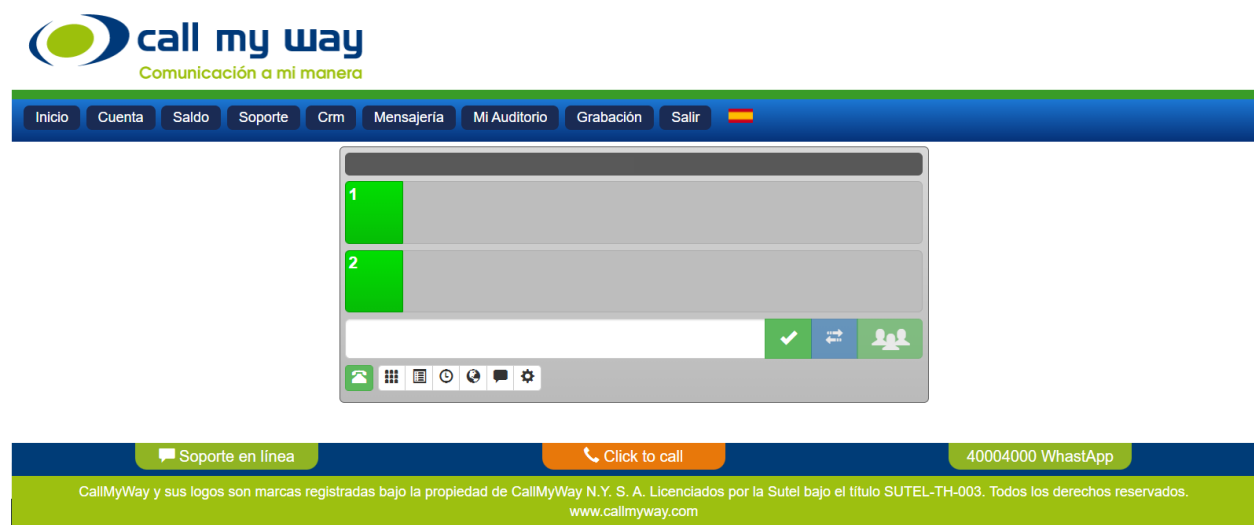 call my way
Comunicación a mi manera
Inicio Cuenta Saldo Soporte Crm Mensajería Mi Auditorio Grabación Salir
1
2
Soporte en línea Click to call 40004000 WhastApp
CallMyWay y sus logos son marcas registradas bajo la propiedad de CallMyWay N.Y. S. A. Licenciados por la Sutel bajo el título SUTEL-TH-003. Todos los derechos reservados.
www.callmyway.com